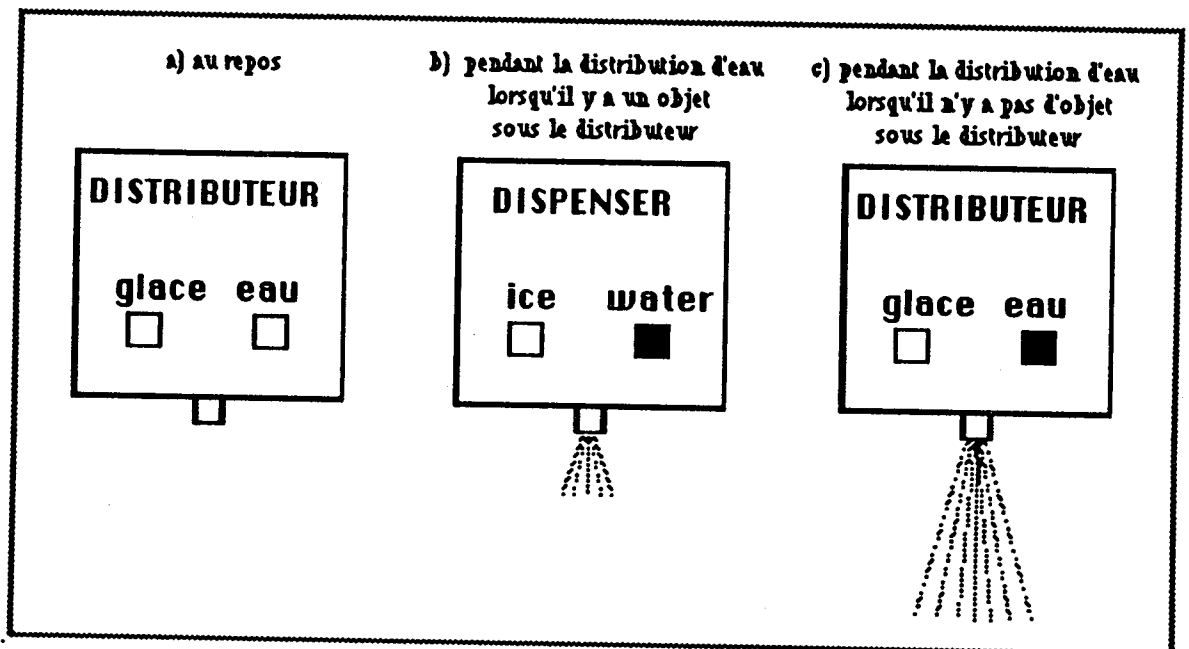 a) au repos
b) pendant la distribution d'eau
lorsqu'il y a un objet
sous le distributeur
c) pendant la distribution d'eau
lorsqu'il n'y a pas d'objet
sous le distributeur
DISTRIBUTEUR
glace eau
DISPENSER
ice water
DISTRIBUTEUR
glace eau